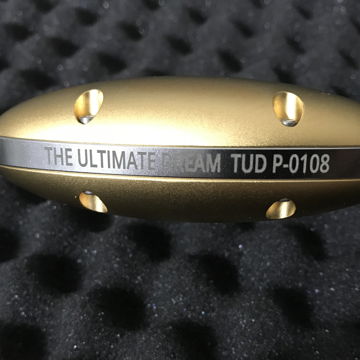 THE ULTIMATE DREAM TUD P-0108